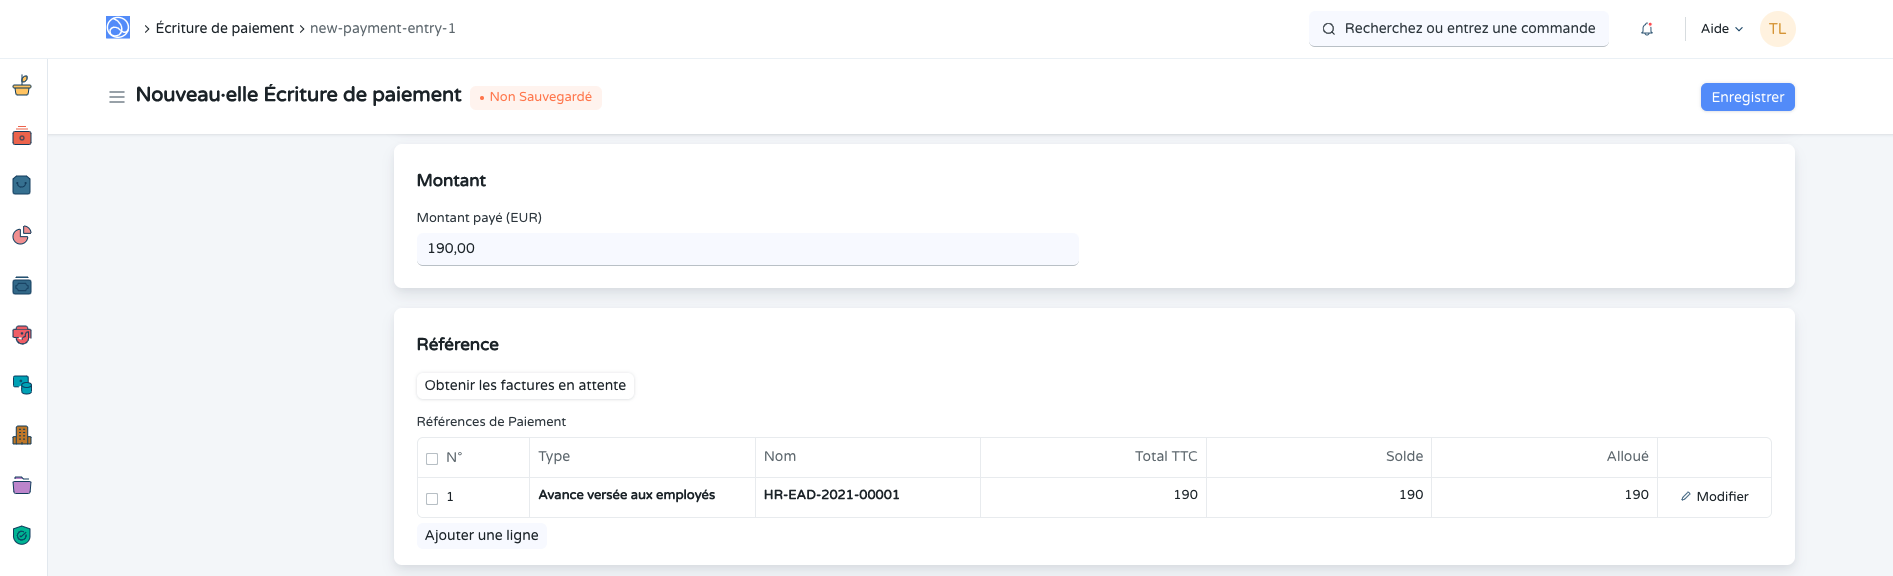 Écriture de paiement
new-payment-entry-1
Recherchez ou entrez une commande
Aide
TL
Nouveau·elle Écriture de paiement
• Non Sauvegardé
Enregistrer
Montant
Montant payé (EUR)
190,00
Référence
Obtenir les factures en attente
Références de Paiement
N° Type Nom Total TTC Solde Alloué
1 Avance versée aux employés HR-EAD-2021-00001 190 190 190 Modifier
Ajouter une ligne